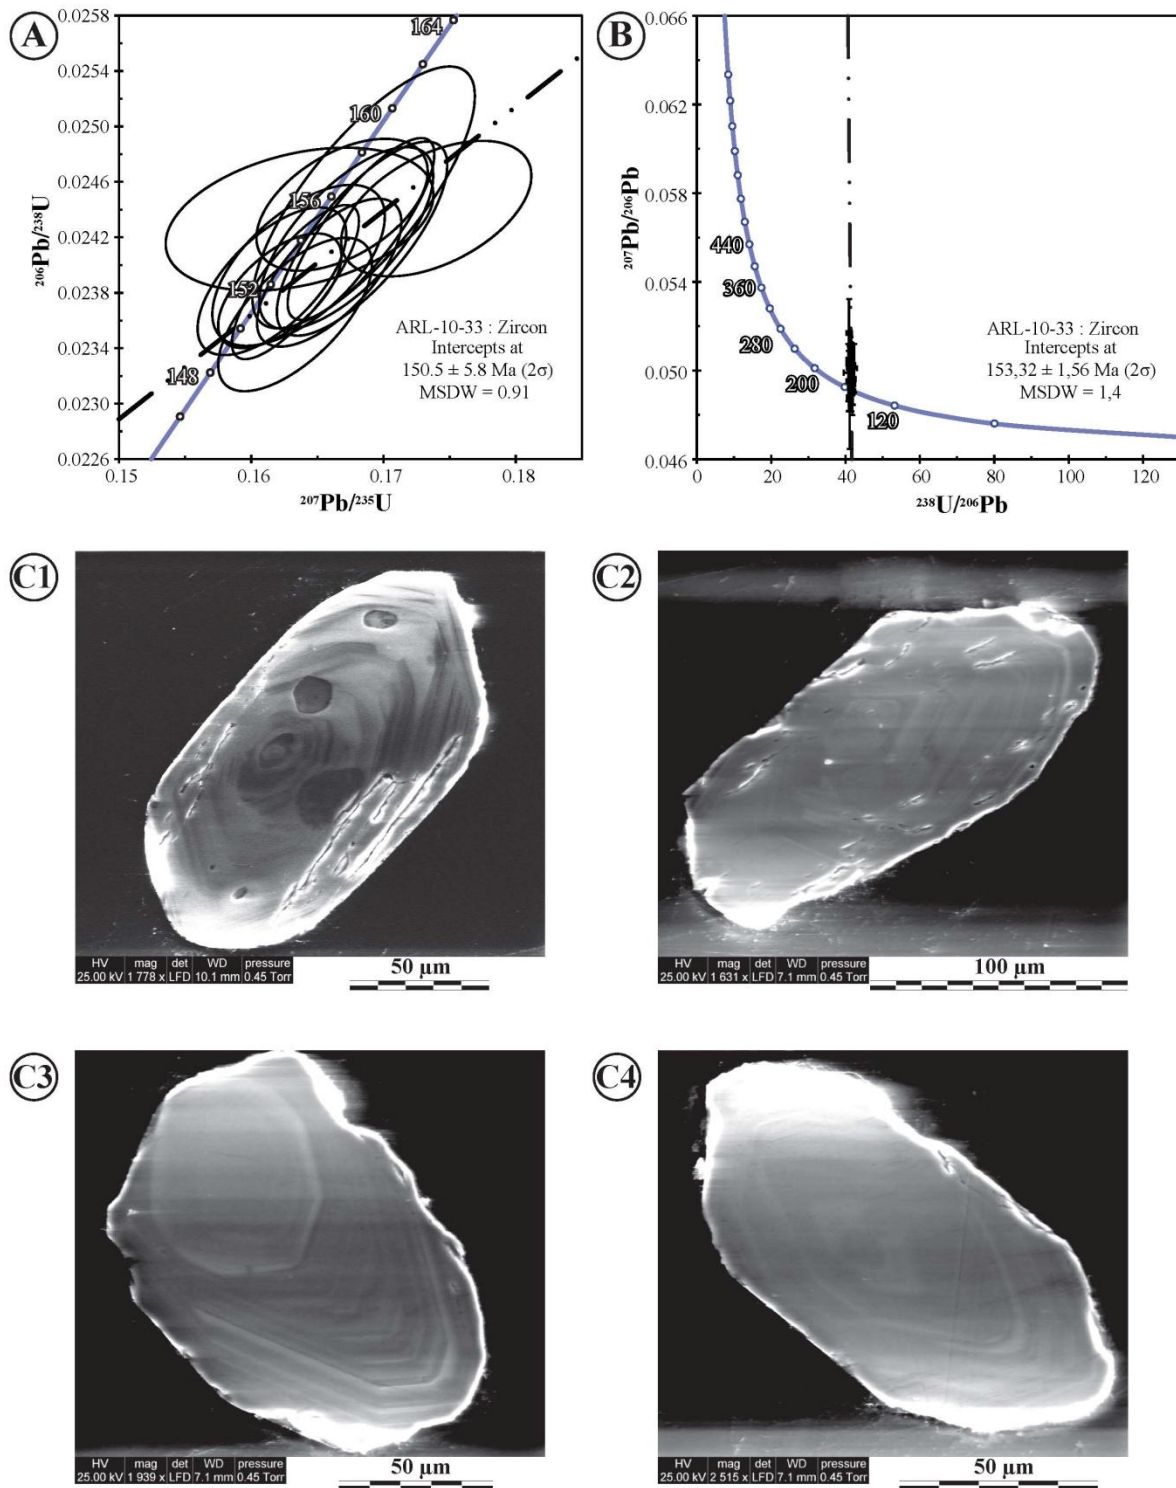 A
0.0258
0.0254
0.0250
0.0246
0.0242
0.0238
0.0234
0.0230
0.0226
²⁰⁶Pb/²³⁸U
164
160
156
152
148
ARL-10-33 : Zircon
Intercepts at
150.5 ± 5.8 Ma (2σ)
MSDW = 0.91
0.15
0.16
0.17
0.18
²⁰⁷Pb/²³⁵U
B
0.066
0.062
0.058
0.054
0.050
0.046
²⁰⁷Pb/²⁰⁶Pb
440
360
280
200
120
ARL-10-33 : Zircon
Intercepts at
153,32 ± 1,56 Ma (2σ)
MSDW = 1,4
0
20
40
60
80
100
120
²³⁸U/²⁰⁶Pb
C1
HV mag det WD pressure
25.00 kV 1 778 x LFD 10.1 mm 0.45 Torr
50 µm
C2
HV mag det WD pressure
25.00 kV 1 631 x LFD 7.1 mm 0.45 Torr
100 µm
C3
HV mag det WD pressure
25.00 kV 1 939 x LFD 7.1 mm 0.45 Torr
50 µm
C4
HV mag det WD pressure
25.00 kV 2 515 x LFD 7.1 mm 0.45 Torr
50 µm